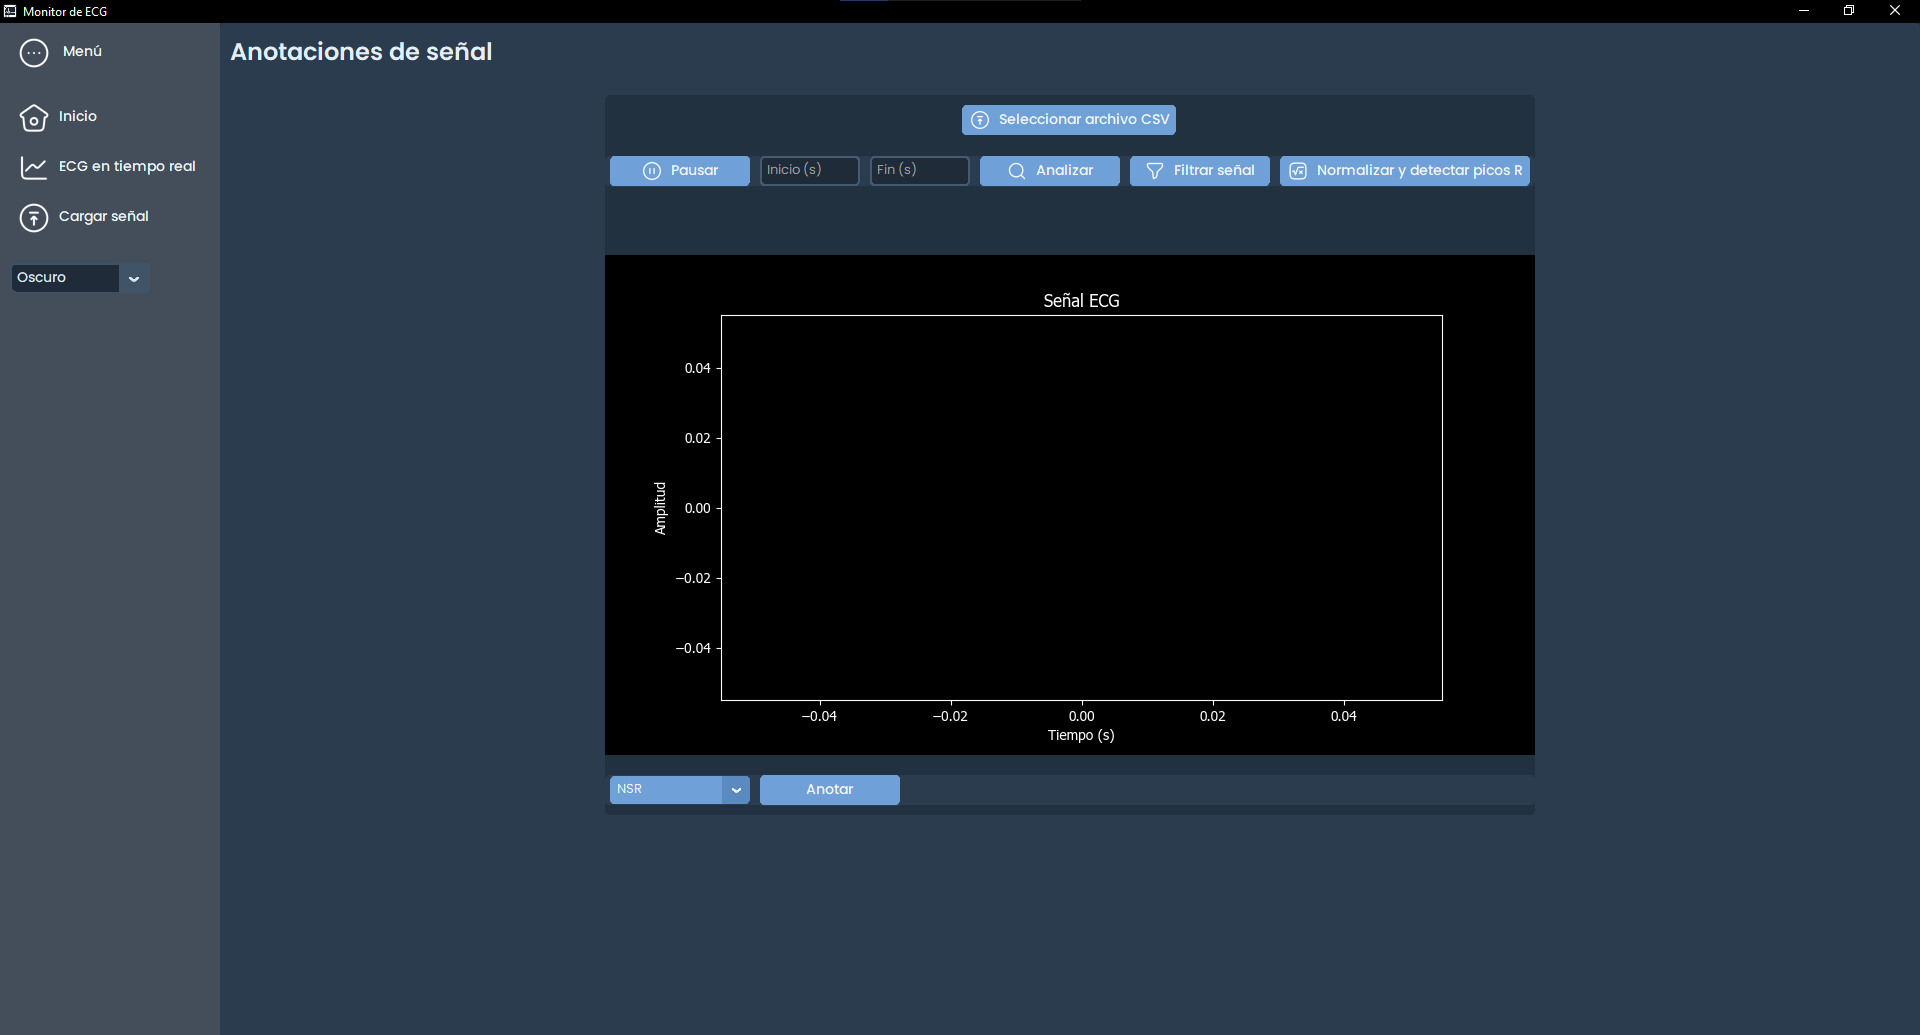 Monitor de ECG
Menú
Inicio
ECG en tiempo real
Cargar señal
Oscuro
Anotaciones de señal
Seleccionar archivo CSV
Pausar
Inicio (s)
Fin (s)
Analizar
Filtrar señal
Normalizar y detectar picos R
Señal ECG
0.04
0.02
0.00
−0.02
−0.04
Amplitud
−0.04
−0.02
0.00
0.02
0.04
Tiempo (s)
NSR
Anotar